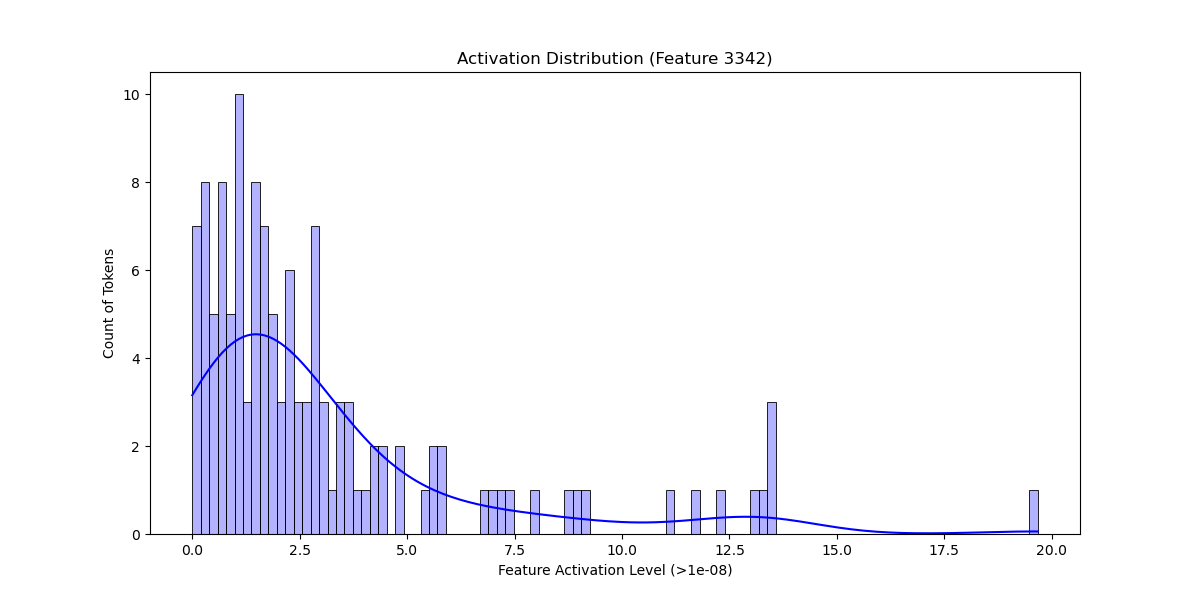 Activation Distribution (Feature 3342)
Count of Tokens
10
8
6
4
2
0
0.0 2.5 5.0 7.5 10.0 12.5 15.0 17.5 20.0
Feature Activation Level (>1e-08)